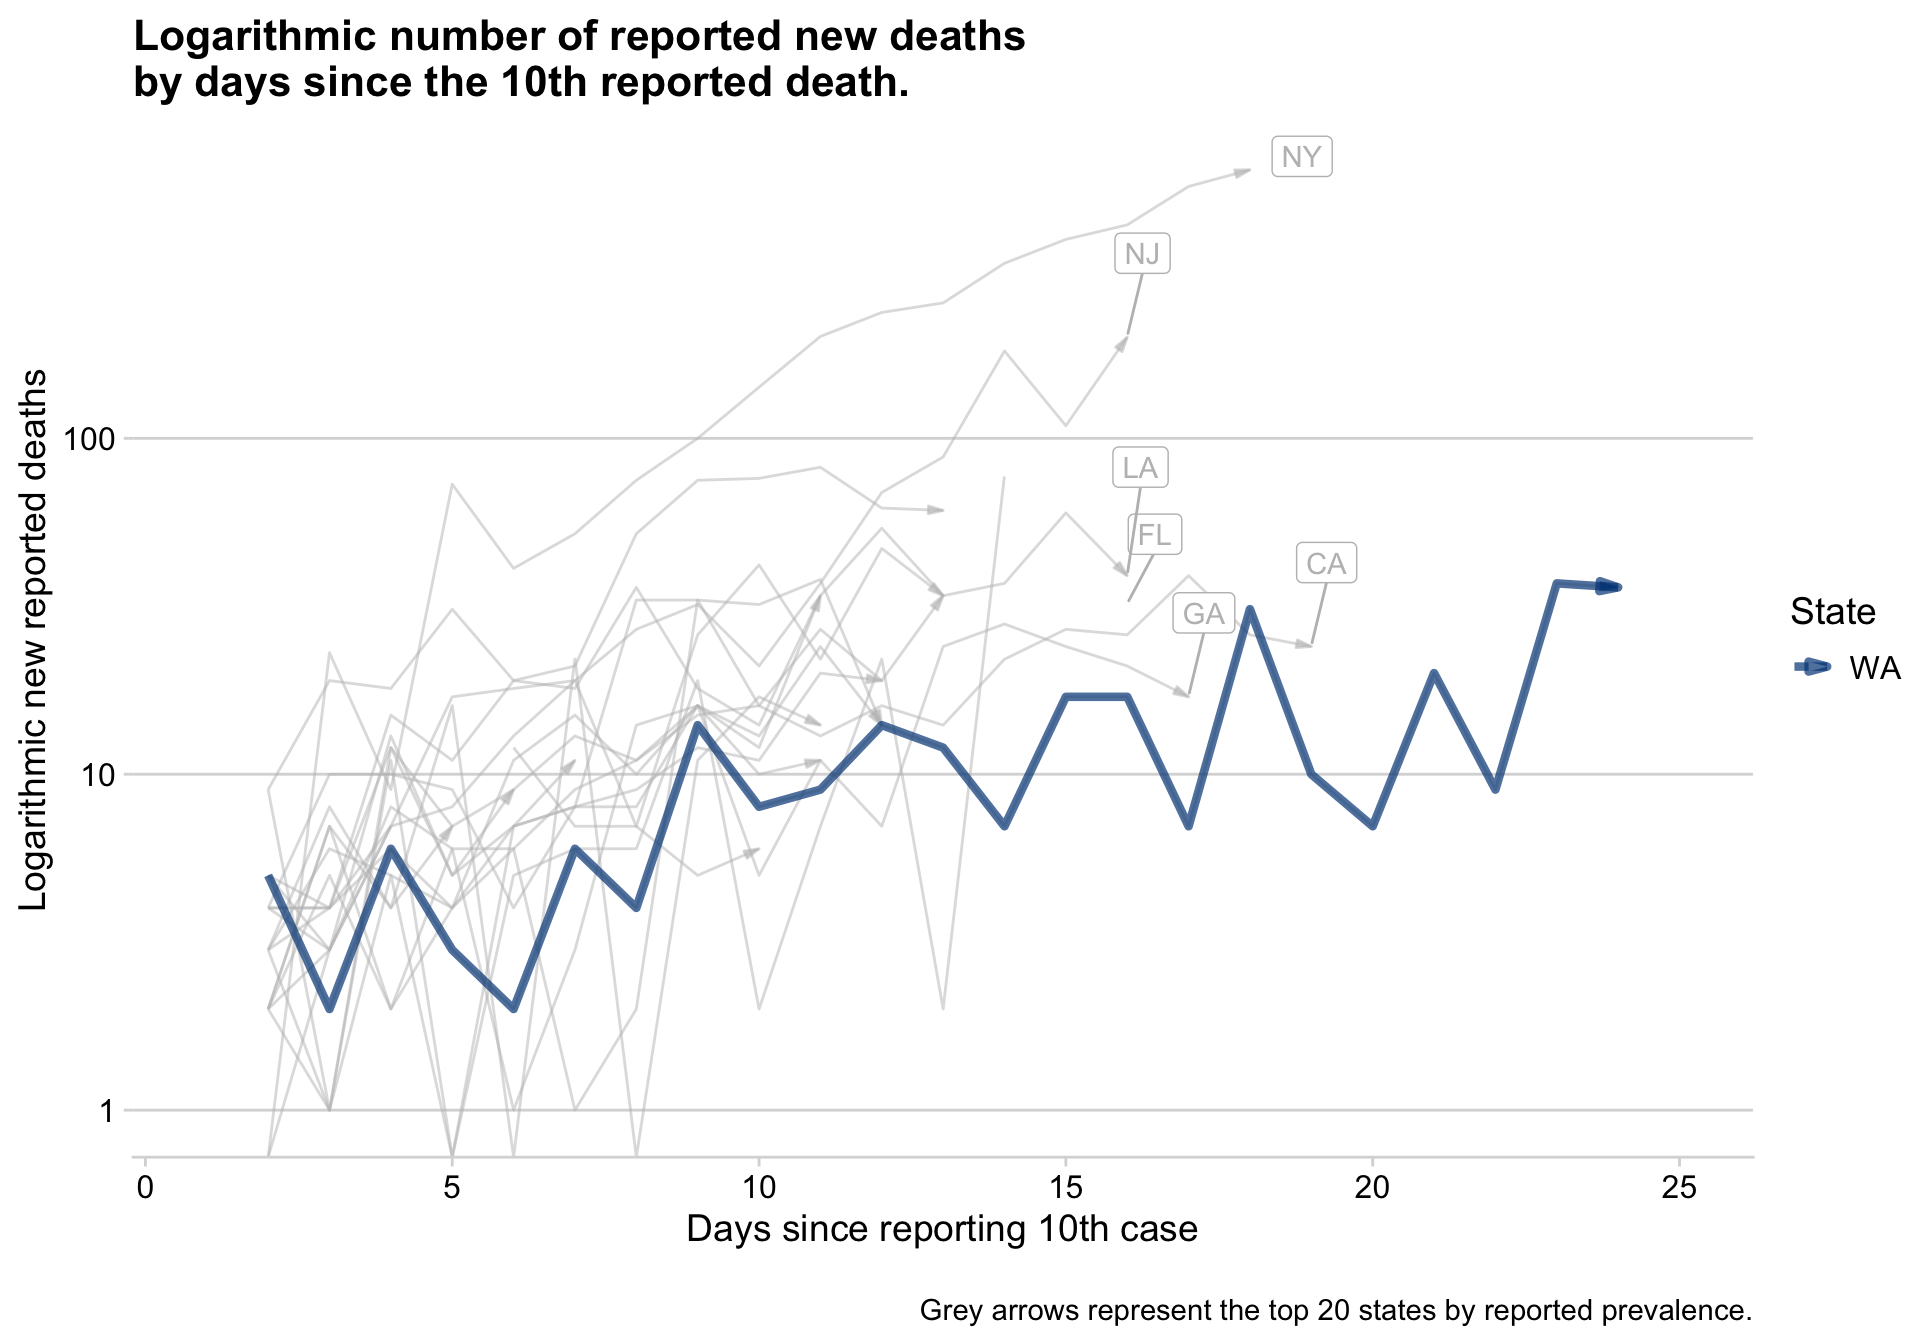 Logarithmic number of reported new deaths
by days since the 10th reported death.
NY
NJ
LA
FL
CA
GA
Logarithmic new reported deaths
100
10
1
0 5 10 15 20 25
Days since reporting 10th case
State
WA
Grey arrows represent the top 20 states by reported prevalence.